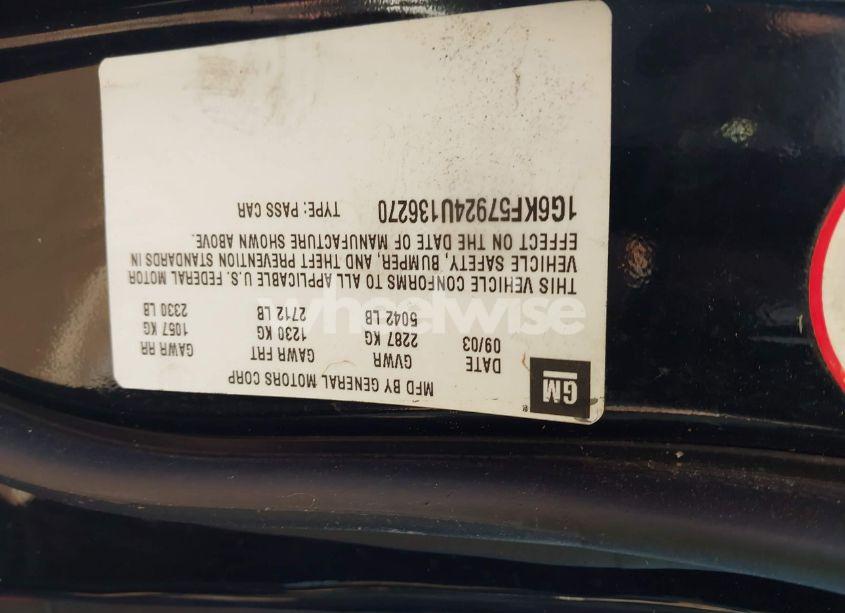 GM
®
MFD BY GENERAL MOTORS CORP
DATE GVWR GAWR FRT GAWR RR
09/03 2287 KG 1230 KG 1057 KG
5042 LB 2712 LB 2330 LB
THIS VEHICLE CONFORMS TO ALL APPLICABLE U.S. FEDERAL MOTOR
VEHICLE SAFETY, BUMPER, AND THEFT PREVENTION STANDARDS IN
EFFECT ON THE DATE OF MANUFACTURE SHOWN ABOVE.
1G6KF57924U136270 TYPE: PASS CAR
wheelwise